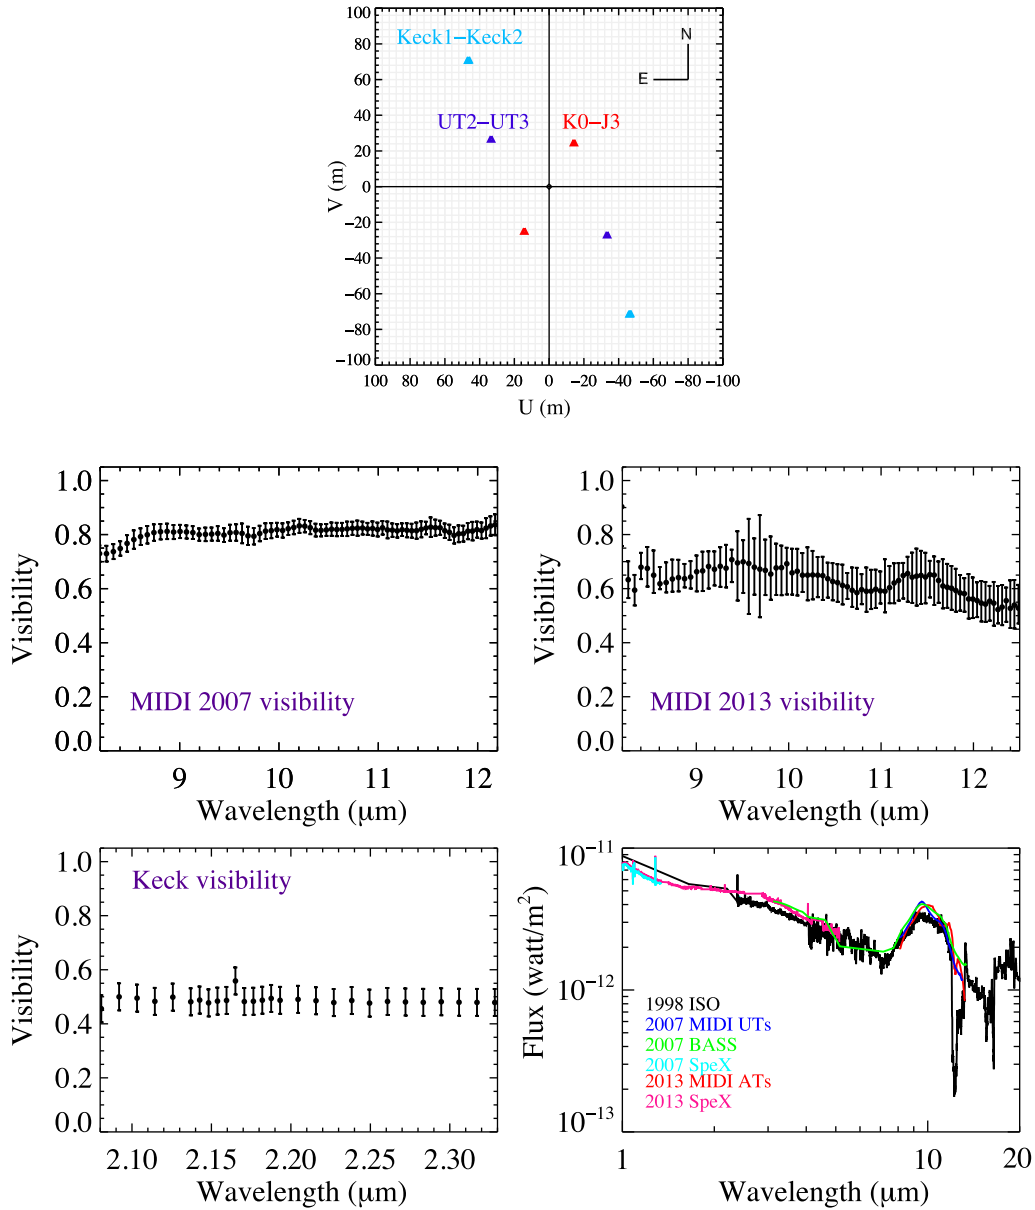 100
80
60
40
20
0
−20
−40
−60
−80
−100
V (m)
Keck1−Keck2
UT2−UT3
K0−J3
N
E
100 80 60 40 20 0 −20 −40 −60 −80 −100
U (m)
1.0
0.8
0.6
0.4
0.2
0.0
Visibility
MIDI 2007 visibility
9 10 11 12
Wavelength (μm)
1.0
0.8
0.6
0.4
0.2
0.0
Visibility
MIDI 2013 visibility
9 10 11 12
Wavelength (μm)
1.0
0.8
0.6
0.4
0.2
0.0
Visibility
Keck visibility
2.10 2.15 2.20 2.25 2.30
Wavelength (μm)
10−11
10−12
10−13
Flux (watt/m2)
1998 ISO
2007 MIDI UTs
2007 BASS
2007 SpeX
2013 MIDI ATs
2013 SpeX
1 10 20
Wavelength (μm)